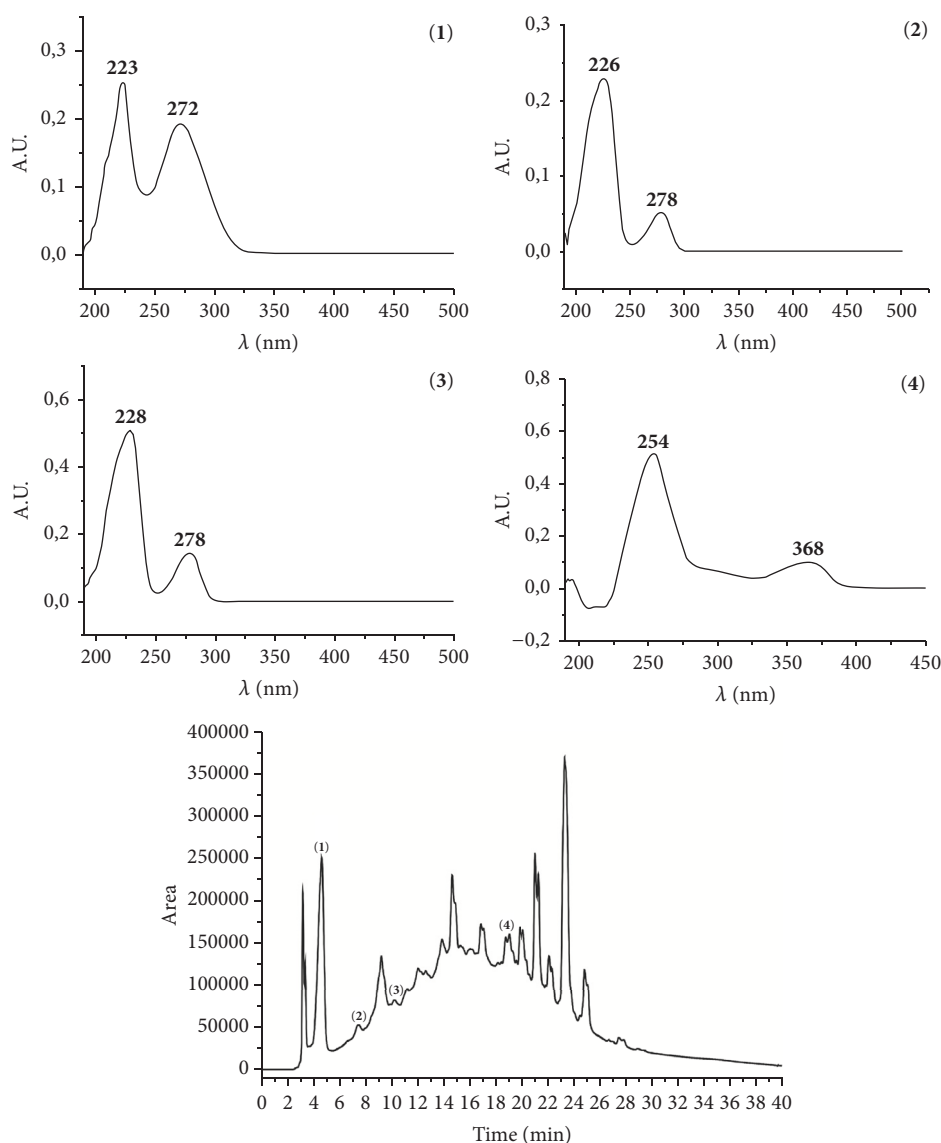 (1)
0,3
0,2
0,1
0,0
A.U.
223
272
200 250 300 350 400 450 500
λ (nm)
(2)
0,3
0,2
0,1
0,0
A.U.
226
278
200 250 300 350 400 450 500
λ (nm)
(3)
0,6
0,4
0,2
0,0
A.U.
228
278
200 250 300 350 400 450 500
λ (nm)
(4)
0,8
0,6
0,4
0,2
0,0
−0,2
A.U.
254
368
200 250 300 350 400 450
λ (nm)
400000
350000
300000
250000
200000
150000
100000
50000
0
Area
(1)
(2)
(3)
(4)
0 2 4 6 8 10 12 14 16 18 20 22 24 26 28 30 32 34 36 38 40
Time (min)